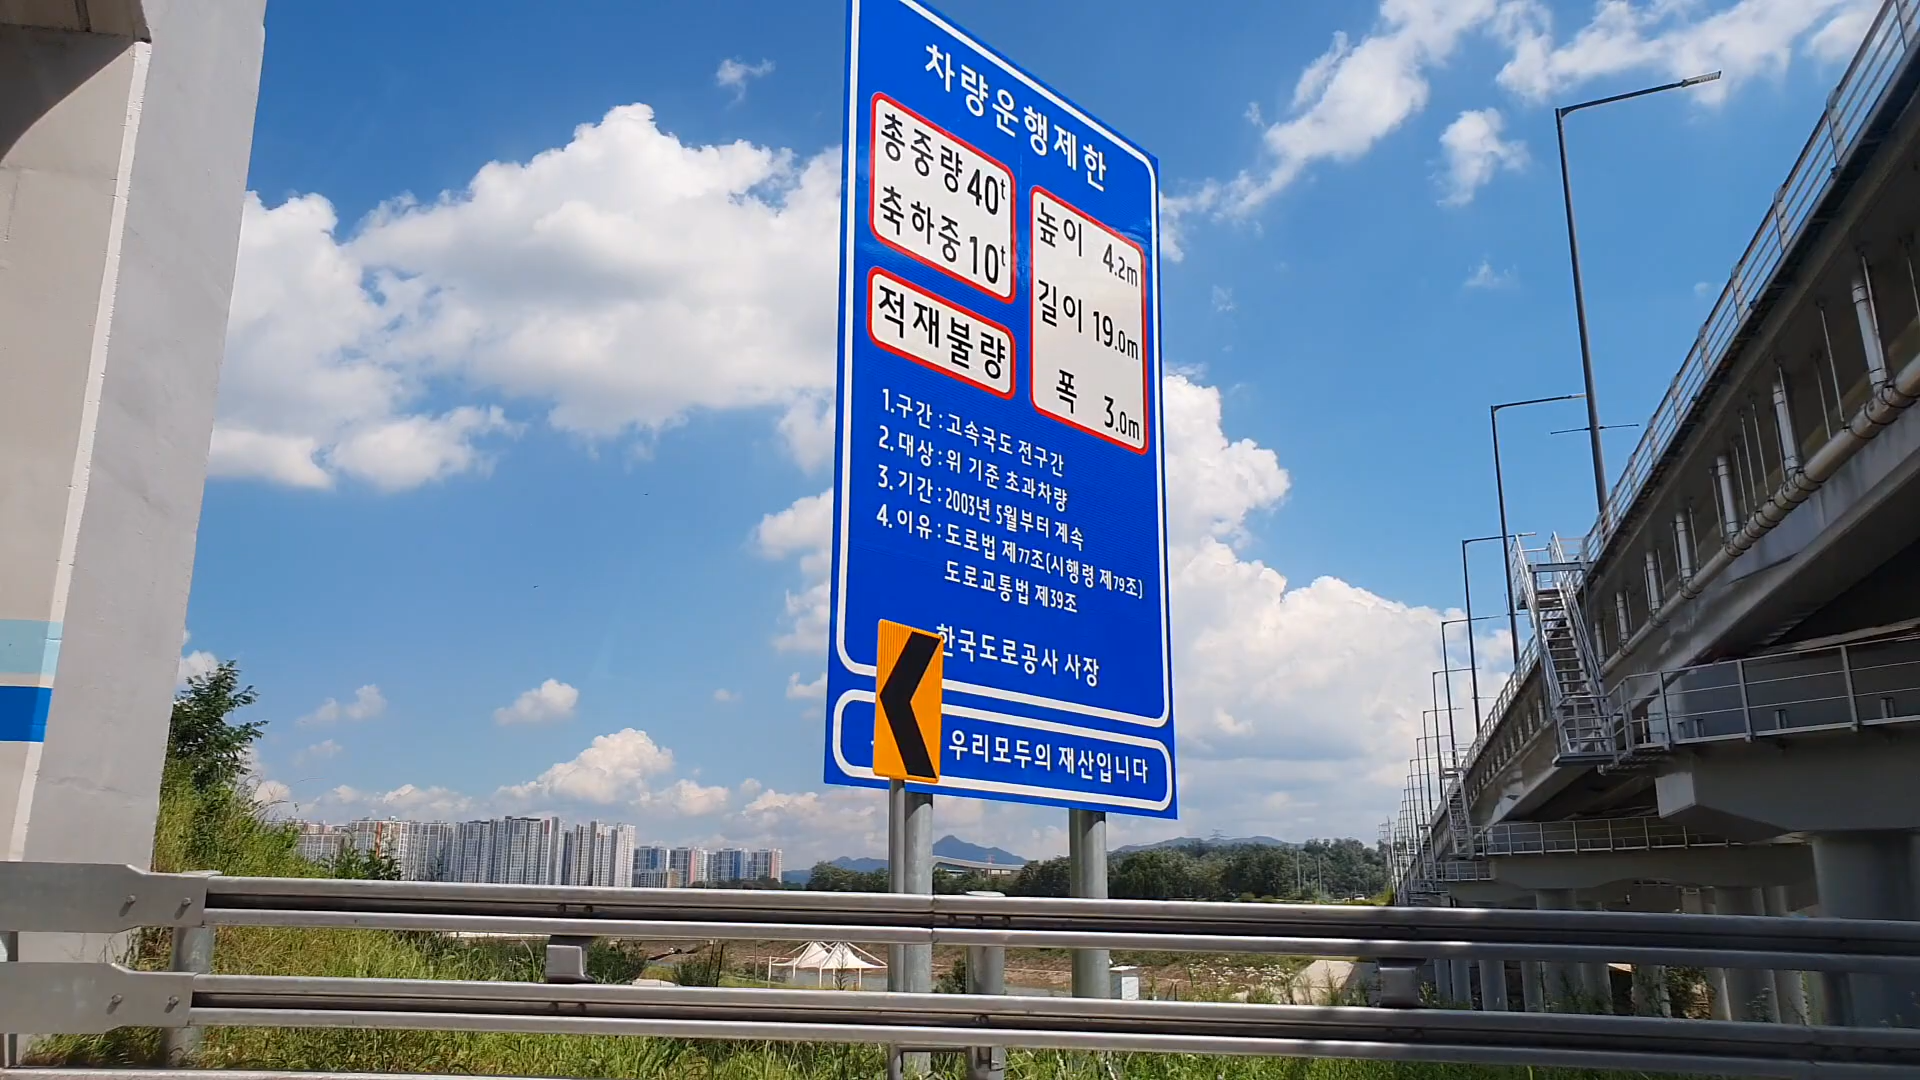 차량운행제한
총중량 40t
축하중 10t
적재불량
높이 4.2m
길이 19.0m
폭 3.0m
1.구간 : 고속국도 전구간
2.대상 : 위 기준 초과차량
3.기간 : 2003년 5월부터 계속
4.이유 : 도로법 제77조(시행령 제79조)
도로교통법 제39조
한국도로공사 사장
우리모두의 재산입니다